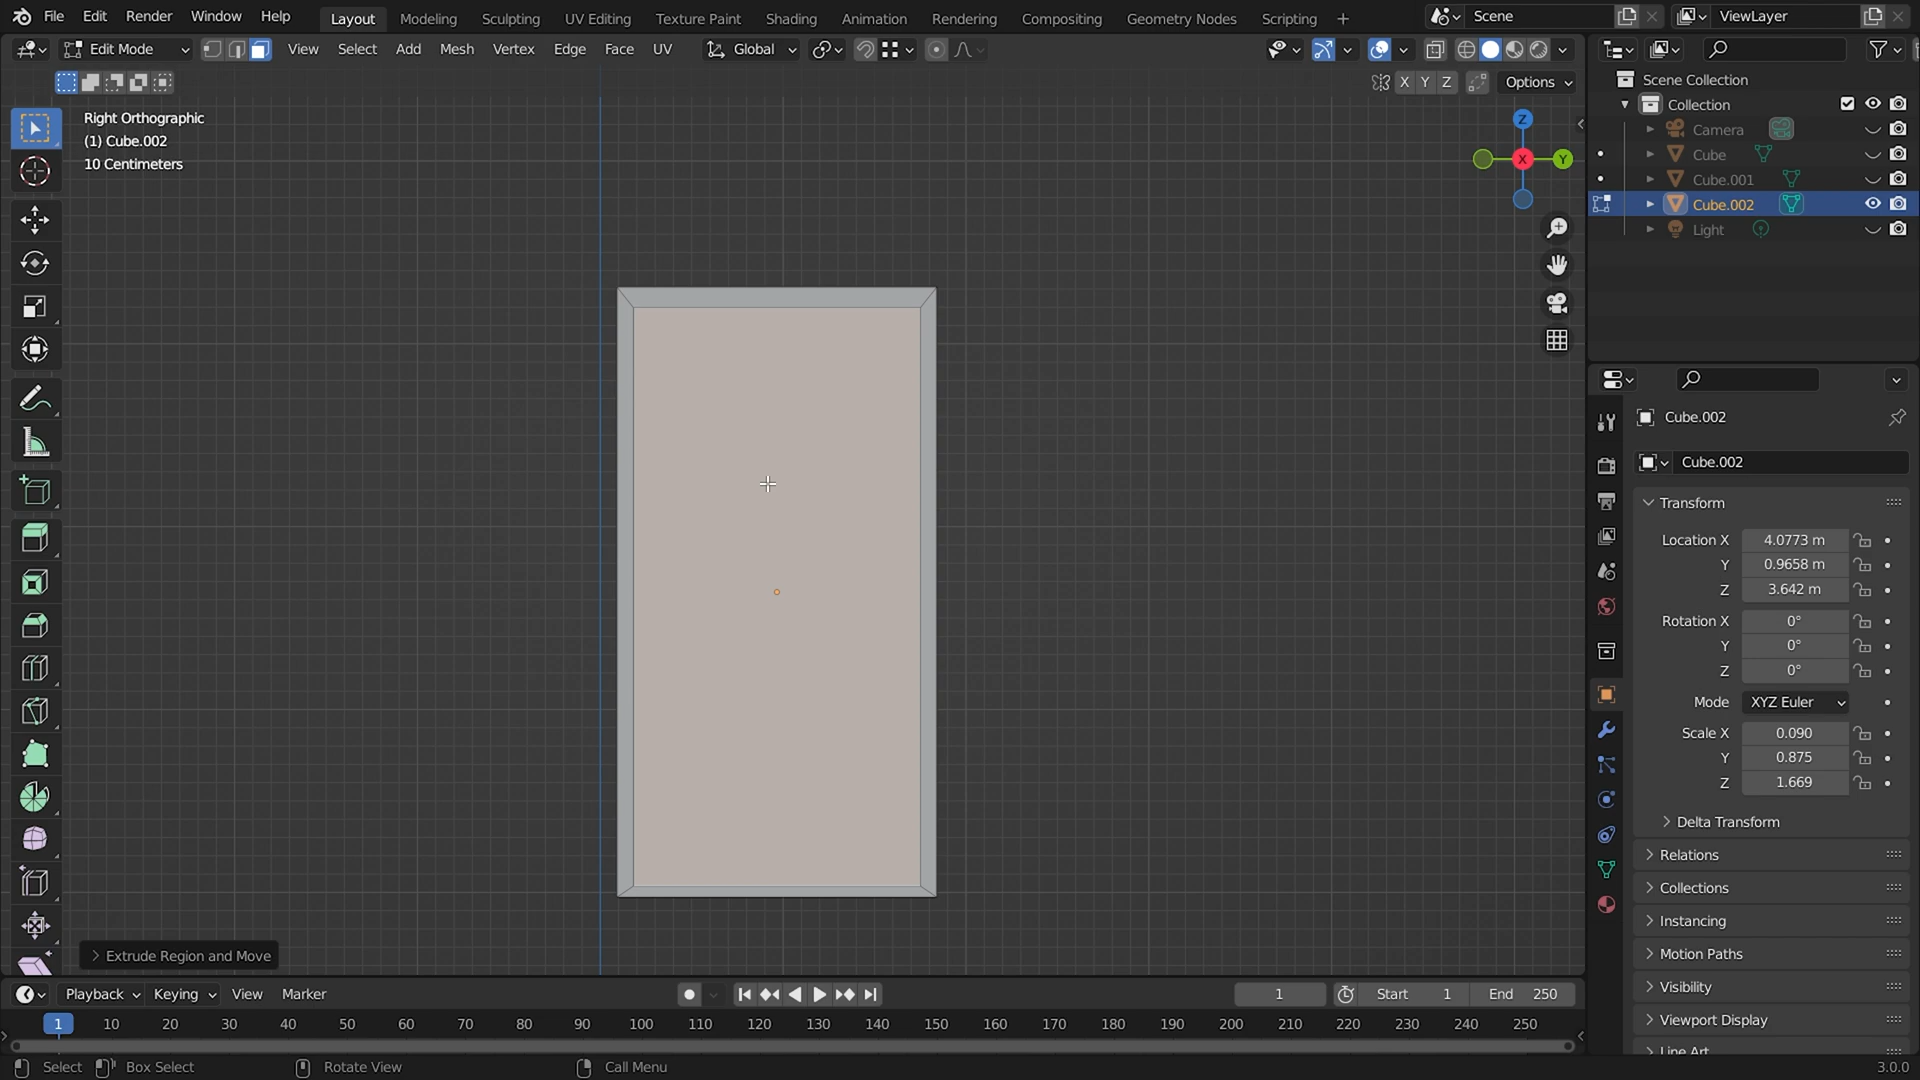 File Edit Render Window Help Layout Modeling Sculpting UV Editing Texture Paint Shading Animation Rendering Compositing Geometry Nodes Scripting + Scene ViewLayer
Edit Mode View Select Add Mesh Vertex Edge Face UV Global
X Y Z Options
Right Orthographic
(1) Cube.002
10 Centimeters
Z
X
Y
Extrude Region and Move
Scene Collection
Collection
Camera
Cube
Cube.001
Cube.002
Light
Cube.002
Cube.002
Transform
Location X 4.0773 m
Y 0.9658 m
Z 3.642 m
Rotation X 0°
Y 0°
Z 0°
Mode XYZ Euler
Scale X 0.090
Y 0.875
Z 1.669
Delta Transform
Relations
Collections
Instancing
Motion Paths
Visibility
Viewport Display
Line Art
Playback Keying View Marker 1 Start 1 End 250
1 10 20 30 40 50 60 70 80 90 100 110 120 130 140 150 160 170 180 190 200 210 220 230 240 250
Select Box Select Rotate View Call Menu 3.0.0